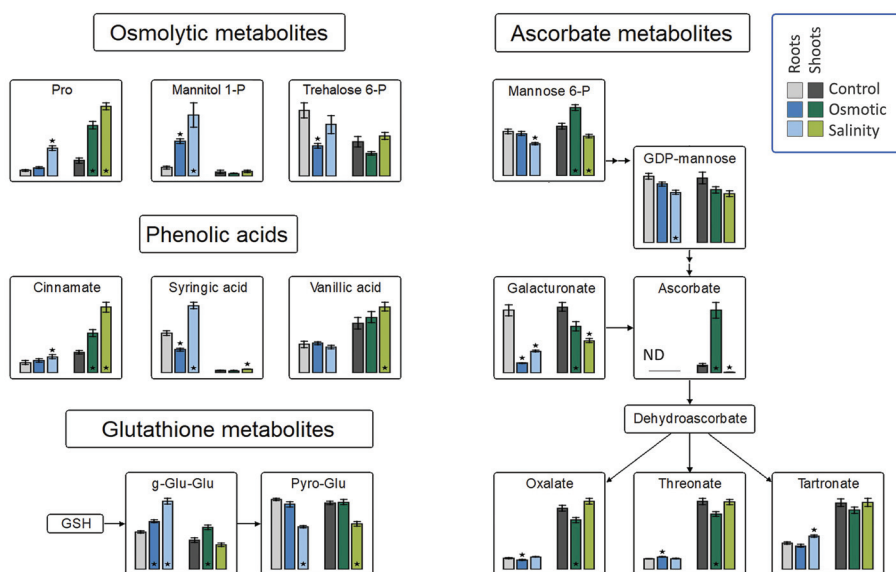 Osmolytic metabolites
Pro
Mannitol 1-P
Trehalose 6-P
Phenolic acids
Cinnamate
Syringic acid
Vanillic acid
Glutathione metabolites
GSH
g-Glu-Glu
Pyro-Glu
Ascorbate metabolites
Mannose 6-P
GDP-mannose
Galacturonate
Ascorbate
ND
Dehydroascorbate
Oxalate
Threonate
Tartronate
Roots
Shoots
Control
Osmotic
Salinity